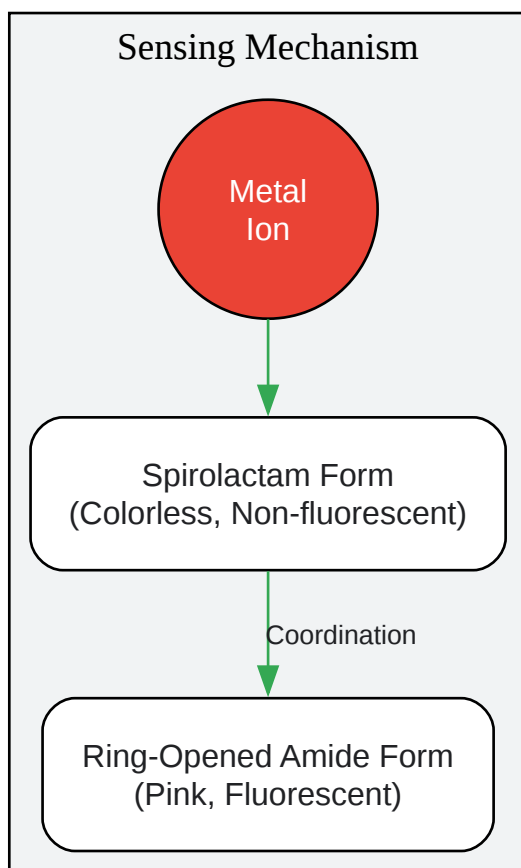 Sensing Mechanism
Metal
Ion
Spirolactam Form
(Colorless, Non-fluorescent)
Coordination
Ring-Opened Amide Form
(Pink, Fluorescent)